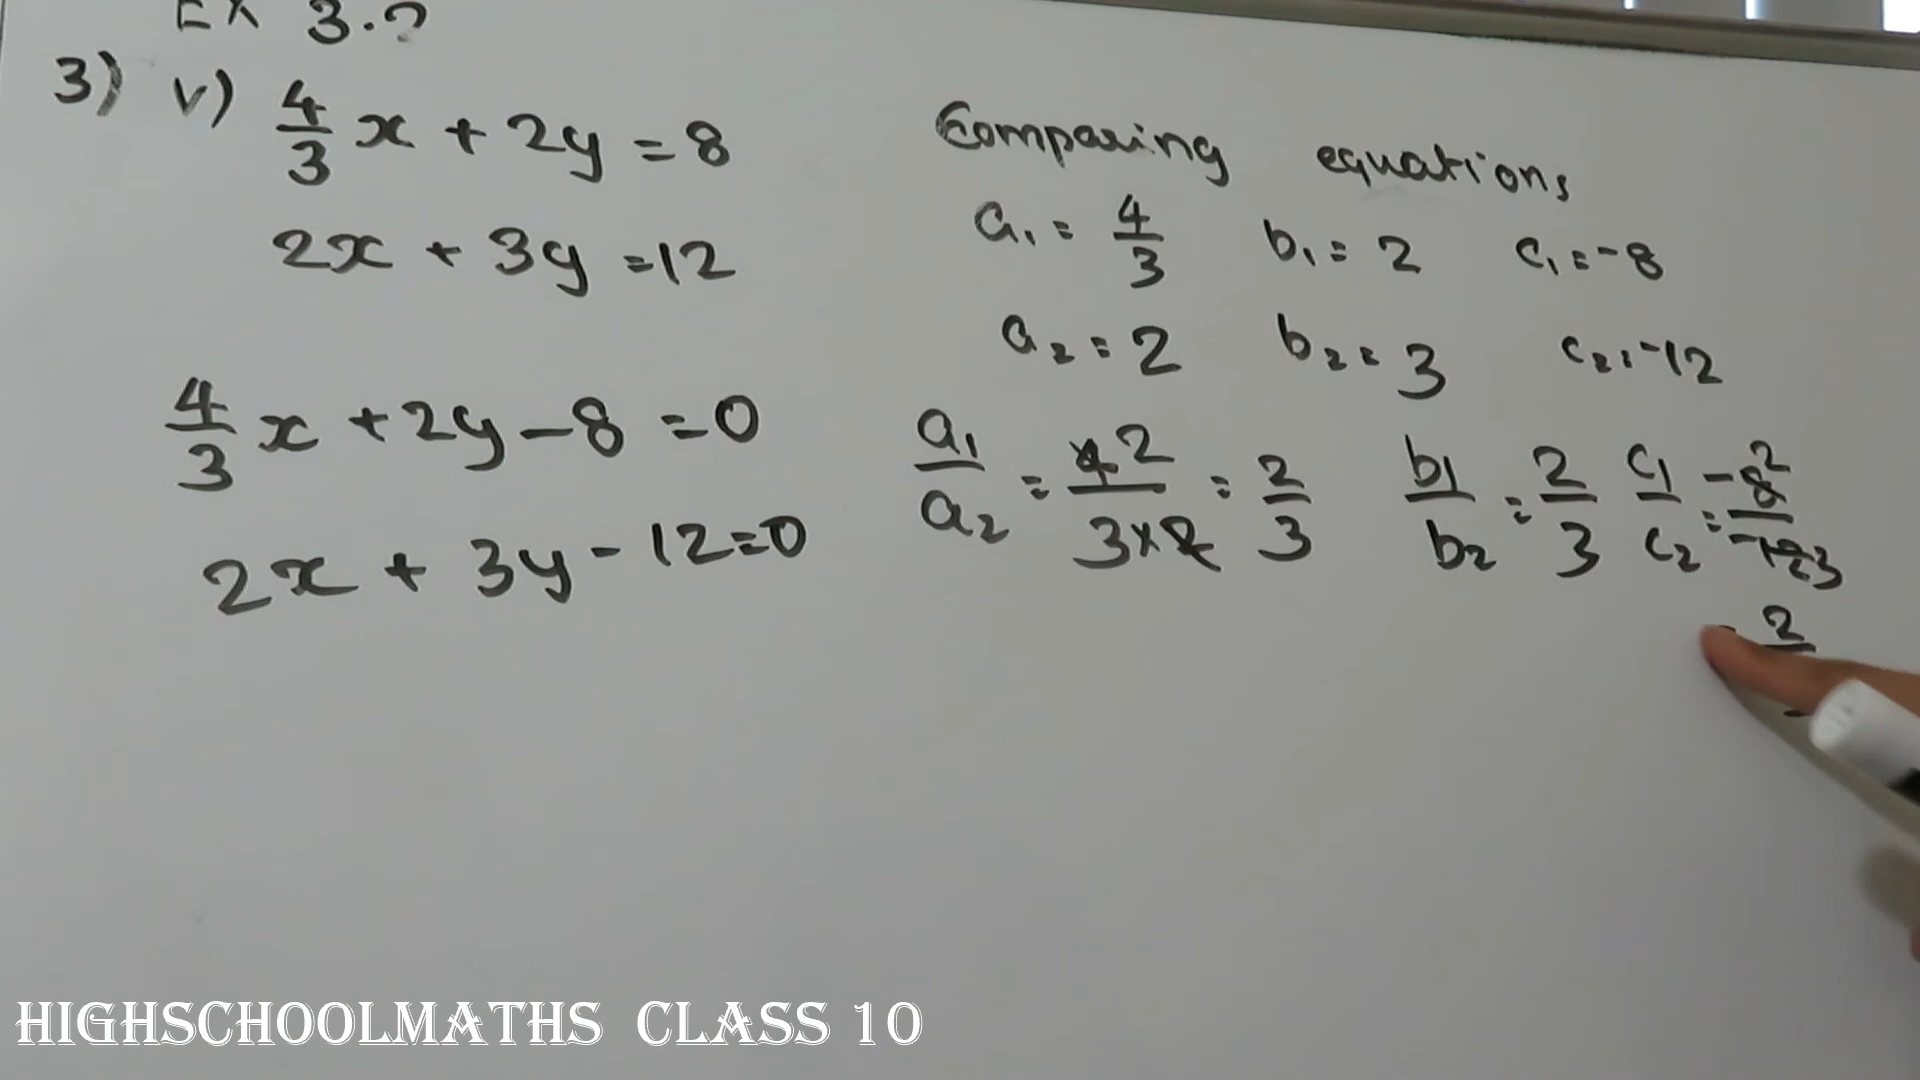 Ex 3.2
3) v) 4/3 x + 2y = 8
2x + 3y = 12
4/3 x + 2y - 8 = 0
2x + 3y - 12 = 0
Comparing equations
a₁ = 4/3 b₁ = 2 c₁ = -8
a₂ = 2 b₂ = 3 c₂ = -12
a₁/a₂ = 4 2/3×2 = 2/3 b₁/b₂ = 2/3 c₁/c₂ = -8 2/-12 3
= 2
HIGHSCHOOLMATHS CLASS 10